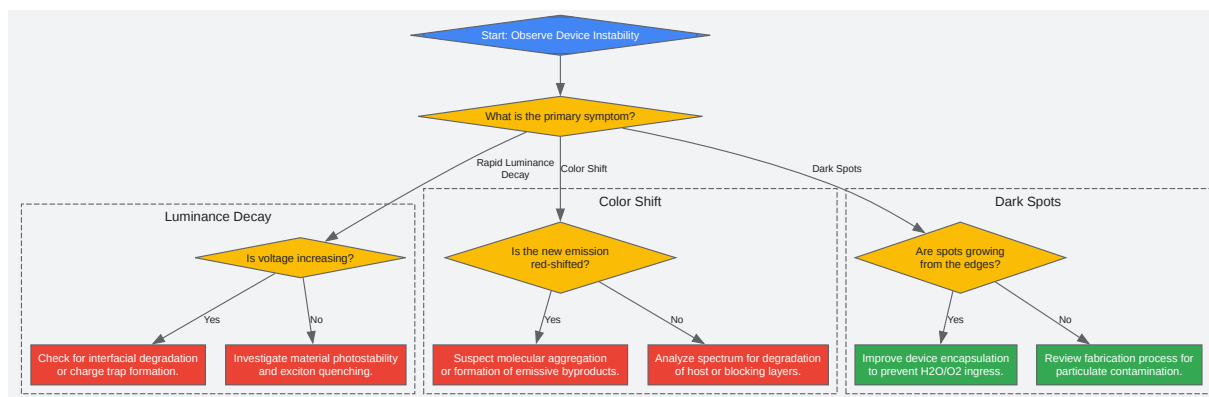 Start: Observe Device Instability
What is the primary symptom?
Rapid Luminance
Decay
Color Shift
Dark Spots
Luminance Decay
Color Shift
Dark Spots
Is voltage increasing?
Is the new emission
red-shifted?
Are spots growing
from the edges?
Yes
No
Yes
No
Yes
No
Check for interfacial degradation
or charge trap formation.
Investigate material photostability
and exciton quenching.
Suspect molecular aggregation
or formation of emissive byproducts.
Analyze spectrum for degradation
of host or blocking layers.
Improve device encapsulation
to prevent H2O/O2 ingress.
Review fabrication process for
particulate contamination.